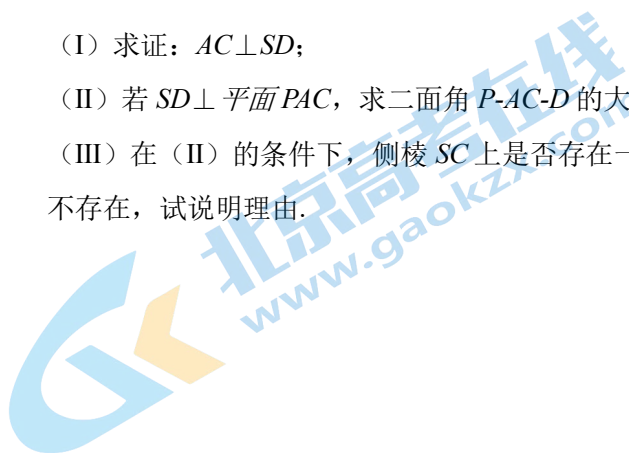 （I）求证：AC⊥SD；
（II）若 SD⊥平面 PAC，求二面角 P-AC-D 的大
（III）在（II）的条件下，侧棱 SC 上是否存在一
不存在，试说明理由.
北京高考在线
www.gaokzx.com